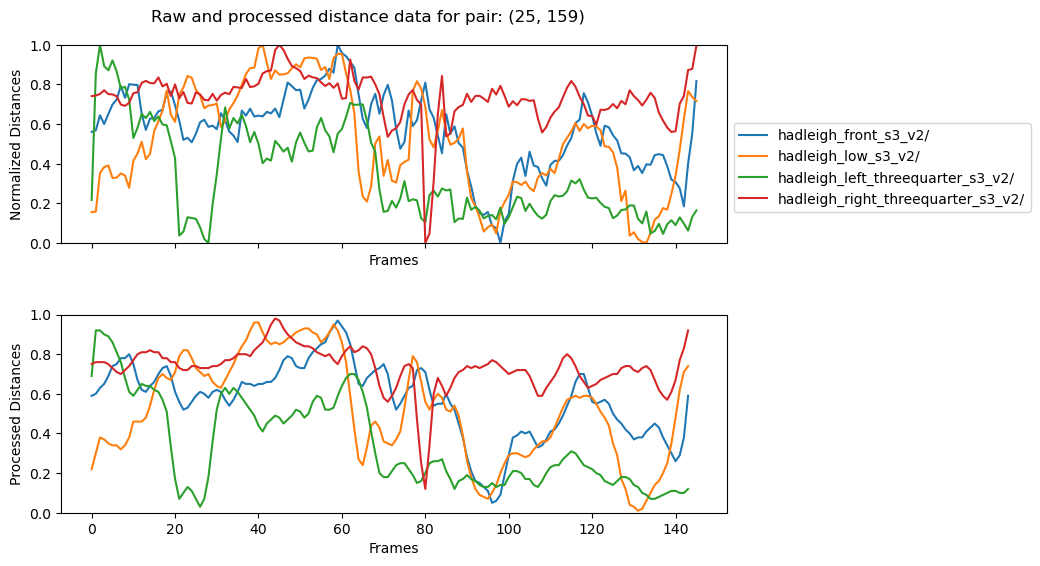 Raw and processed distance data for pair: (25, 159)
1.0
0.8
0.6
0.4
0.2
0.0
Normalized Distances
Frames
hadleigh_front_s3_v2/
hadleigh_low_s3_v2/
hadleigh_left_threequarter_s3_v2/
hadleigh_right_threequarter_s3_v2/
1.0
0.8
0.6
0.4
0.2
0.0
Processed Distances
0 20 40 60 80 100 120 140
Frames